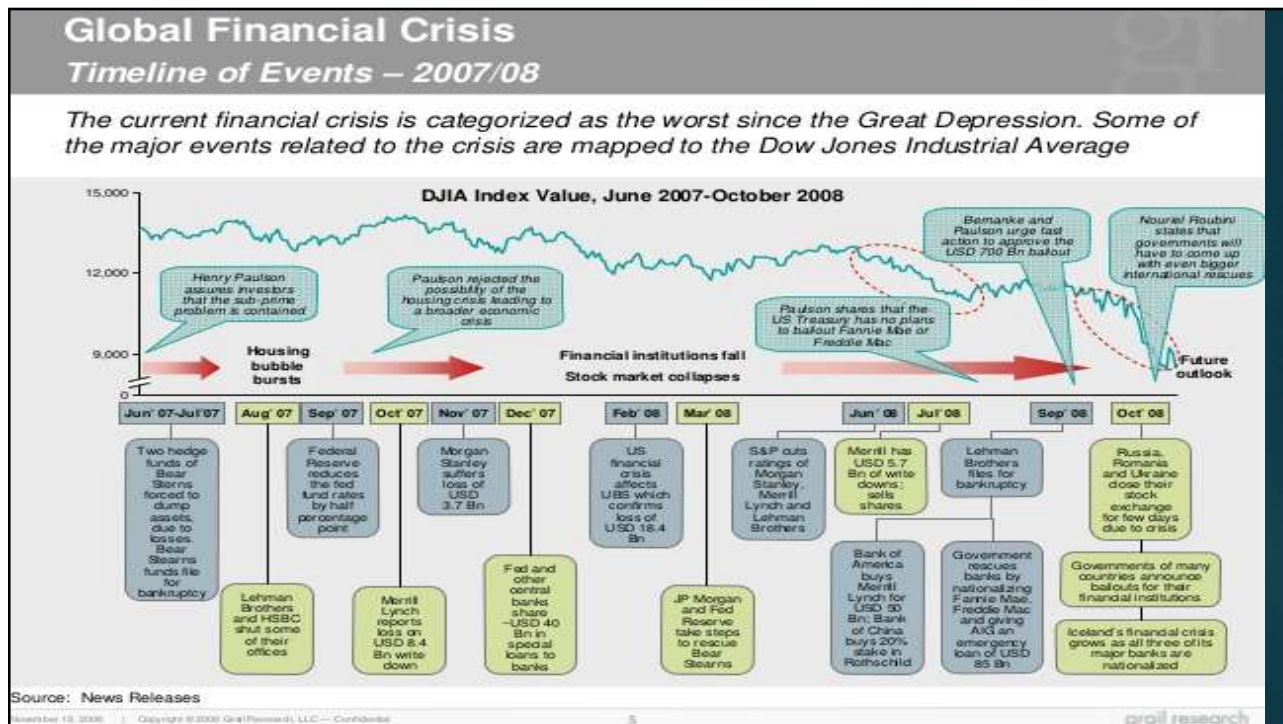 Global Financial Crisis
Timeline of Events – 2007/08
The current financial crisis is categorized as the worst since the Great Depression. Some of
the major events related to the crisis are mapped to the Dow Jones Industrial Average
DJIA Index Value, June 2007-October 2008
15,000
12,000
9,000
0
Henry Paulson
assures investors
that the sub-prime
problem is contained
Paulson rejected the
possibility of the
housing crisis leading to
a broader economic
crisis
Paulson shares that the
US Treasury has no plans
to bailout Fannie Mae or
Freddie Mac
Bernanke and
Paulson urge fast
action to approve the
USD 700 Bn bailout
Nouriel Roubini
states that
governments will
have to come up
with even bigger
international rescues
Housing
bubble
bursts
Financial institutions fall
Stock market collapses
Future
outlook
Jun' 07-Jul'07
Aug' 07
Sep' 07
Oct' 07
Nov' 07
Dec' 07
Feb' 08
Mar' 08
Jun' 08
Jul' 08
Sep' 08
Oct' 08
Two hedge
funds of
Bear
Sterns
forced to
dump
assets,
due to
losses.
Bear
Stearns
funds file
for
bankruptcy
Lehman
Brothers
and HSBC
shut some
of their
offices
Federal
Reserve
reduces
the fed
fund rates
by half
percentage
point
Merrill
Lynch
reports
loss on
USD 8.4
Bn write
down
Morgan
Stanley
suffers
loss of
USD
3.7 Bn
Fed and
other
central
banks
share
~USD 40
Bn in
special
loans to
banks
US
financial
crisis
affects
UBS which
confirms
loss of
USD 18.4
Bn
JP Morgan
and Fed
Reserve
take steps
to rescue
Bear
Stearns
S&P cuts
ratings of
Morgan
Stanley,
Merrill
Lynch and
Lehman
Brothers
Merrill has
USD 5.7
Bn of write
downs;
sells
shares
Lehman
Brothers
files for
bankruptcy
Bank of
America
buys
Merrill
Lynch for
USD 50
Bn; Bank
of China
buys 20%
stake in
Rothschild
Government
rescues
banks by
nationalizing
Fannie Mae,
Freddie Mac
and giving
AIG an
emergency
loan of USD
85 Bn
Russia,
Romania
and Ukraine
close their
stock
exchange
for few days
due to crisis
Governments of many
countries announce
bailouts for their
financial institutions
Iceland's financial crisis
grows as all three of its
major banks are
nationalized
Source: News Releases
Copyright © 2008 Grail Research, LLC — Confidential
5
grail research